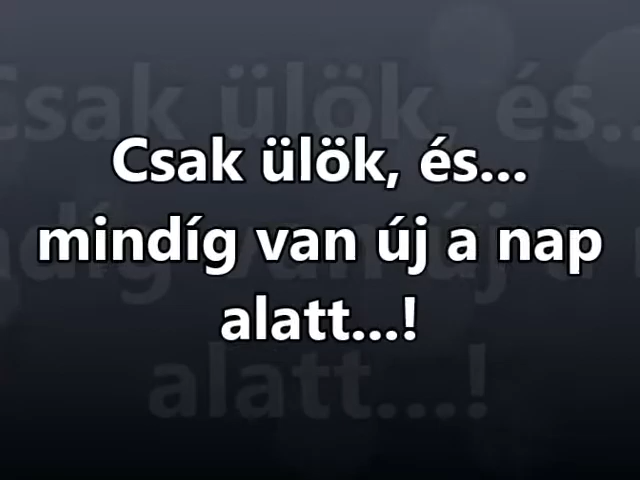 Csak ülök, és...
mindíg van új a nap
alatt...!